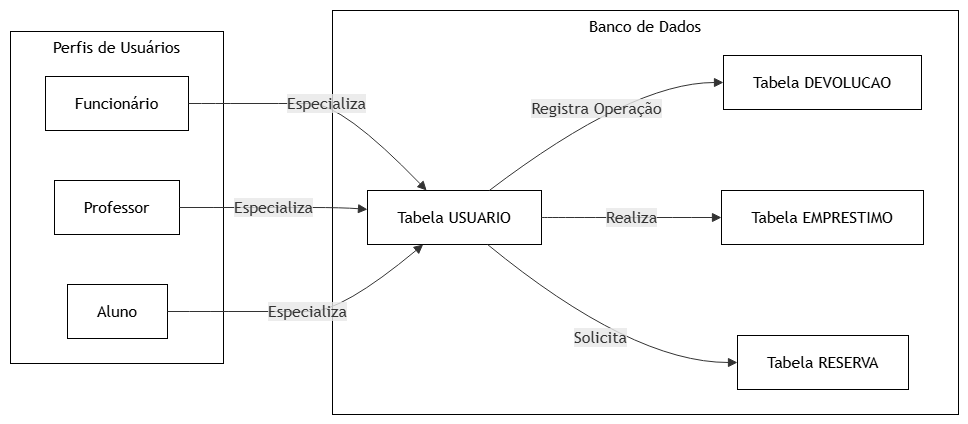 Perfis de Usuários
Funcionário
Professor
Aluno
Especializa
Especializa
Especializa
Banco de Dados
Tabela USUARIO
Registra Operação
Realiza
Solicita
Tabela DEVOLUCAO
Tabela EMPRESTIMO
Tabela RESERVA